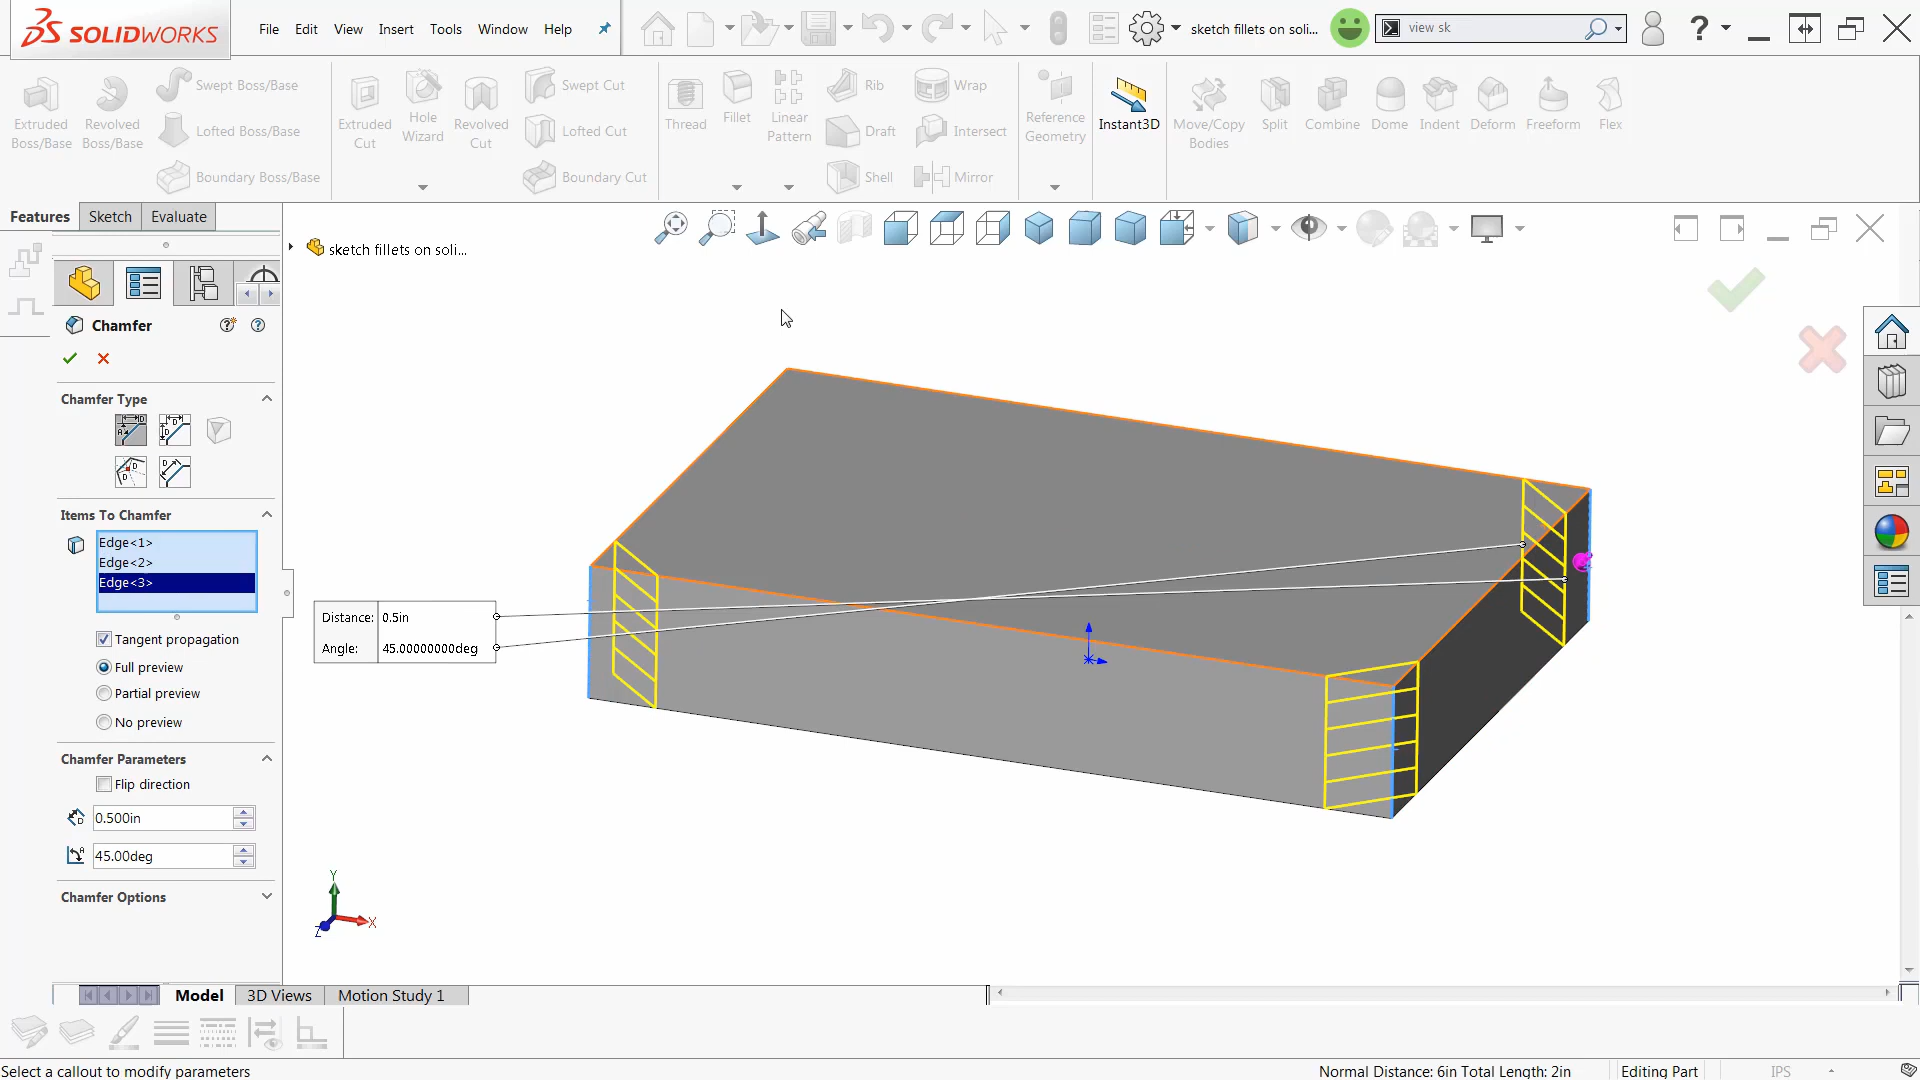 SOLIDWORKS
File Edit View Insert Tools Window Help
sketch fillets on soli...
view sk
Extruded Boss/Base
Revolved Boss/Base
Swept Boss/Base
Lofted Boss/Base
Boundary Boss/Base
Extruded Cut
Hole Wizard
Revolved Cut
Swept Cut
Lofted Cut
Boundary Cut
Thread
Fillet
Linear Pattern
Rib
Draft
Shell
Wrap
Intersect
Mirror
Reference Geometry
Instant3D
Move/Copy Bodies
Split
Combine
Dome
Indent
Deform
Freeform
Flex
Features Sketch Evaluate
sketch fillets on soli...
Chamfer
Chamfer Type
Items To Chamfer
Edge<1>
Edge<2>
Edge<3>
Tangent propagation
Full preview
Partial preview
No preview
Chamfer Parameters
Flip direction
0.500in
45.00deg
Chamfer Options
Distance: 0.5in
Angle: 45.00000000deg
Y
X
Z
Model 3D Views Motion Study 1
Select a callout to modify parameters
Normal Distance: 6in Total Length: 2in
Editing Part
IPS